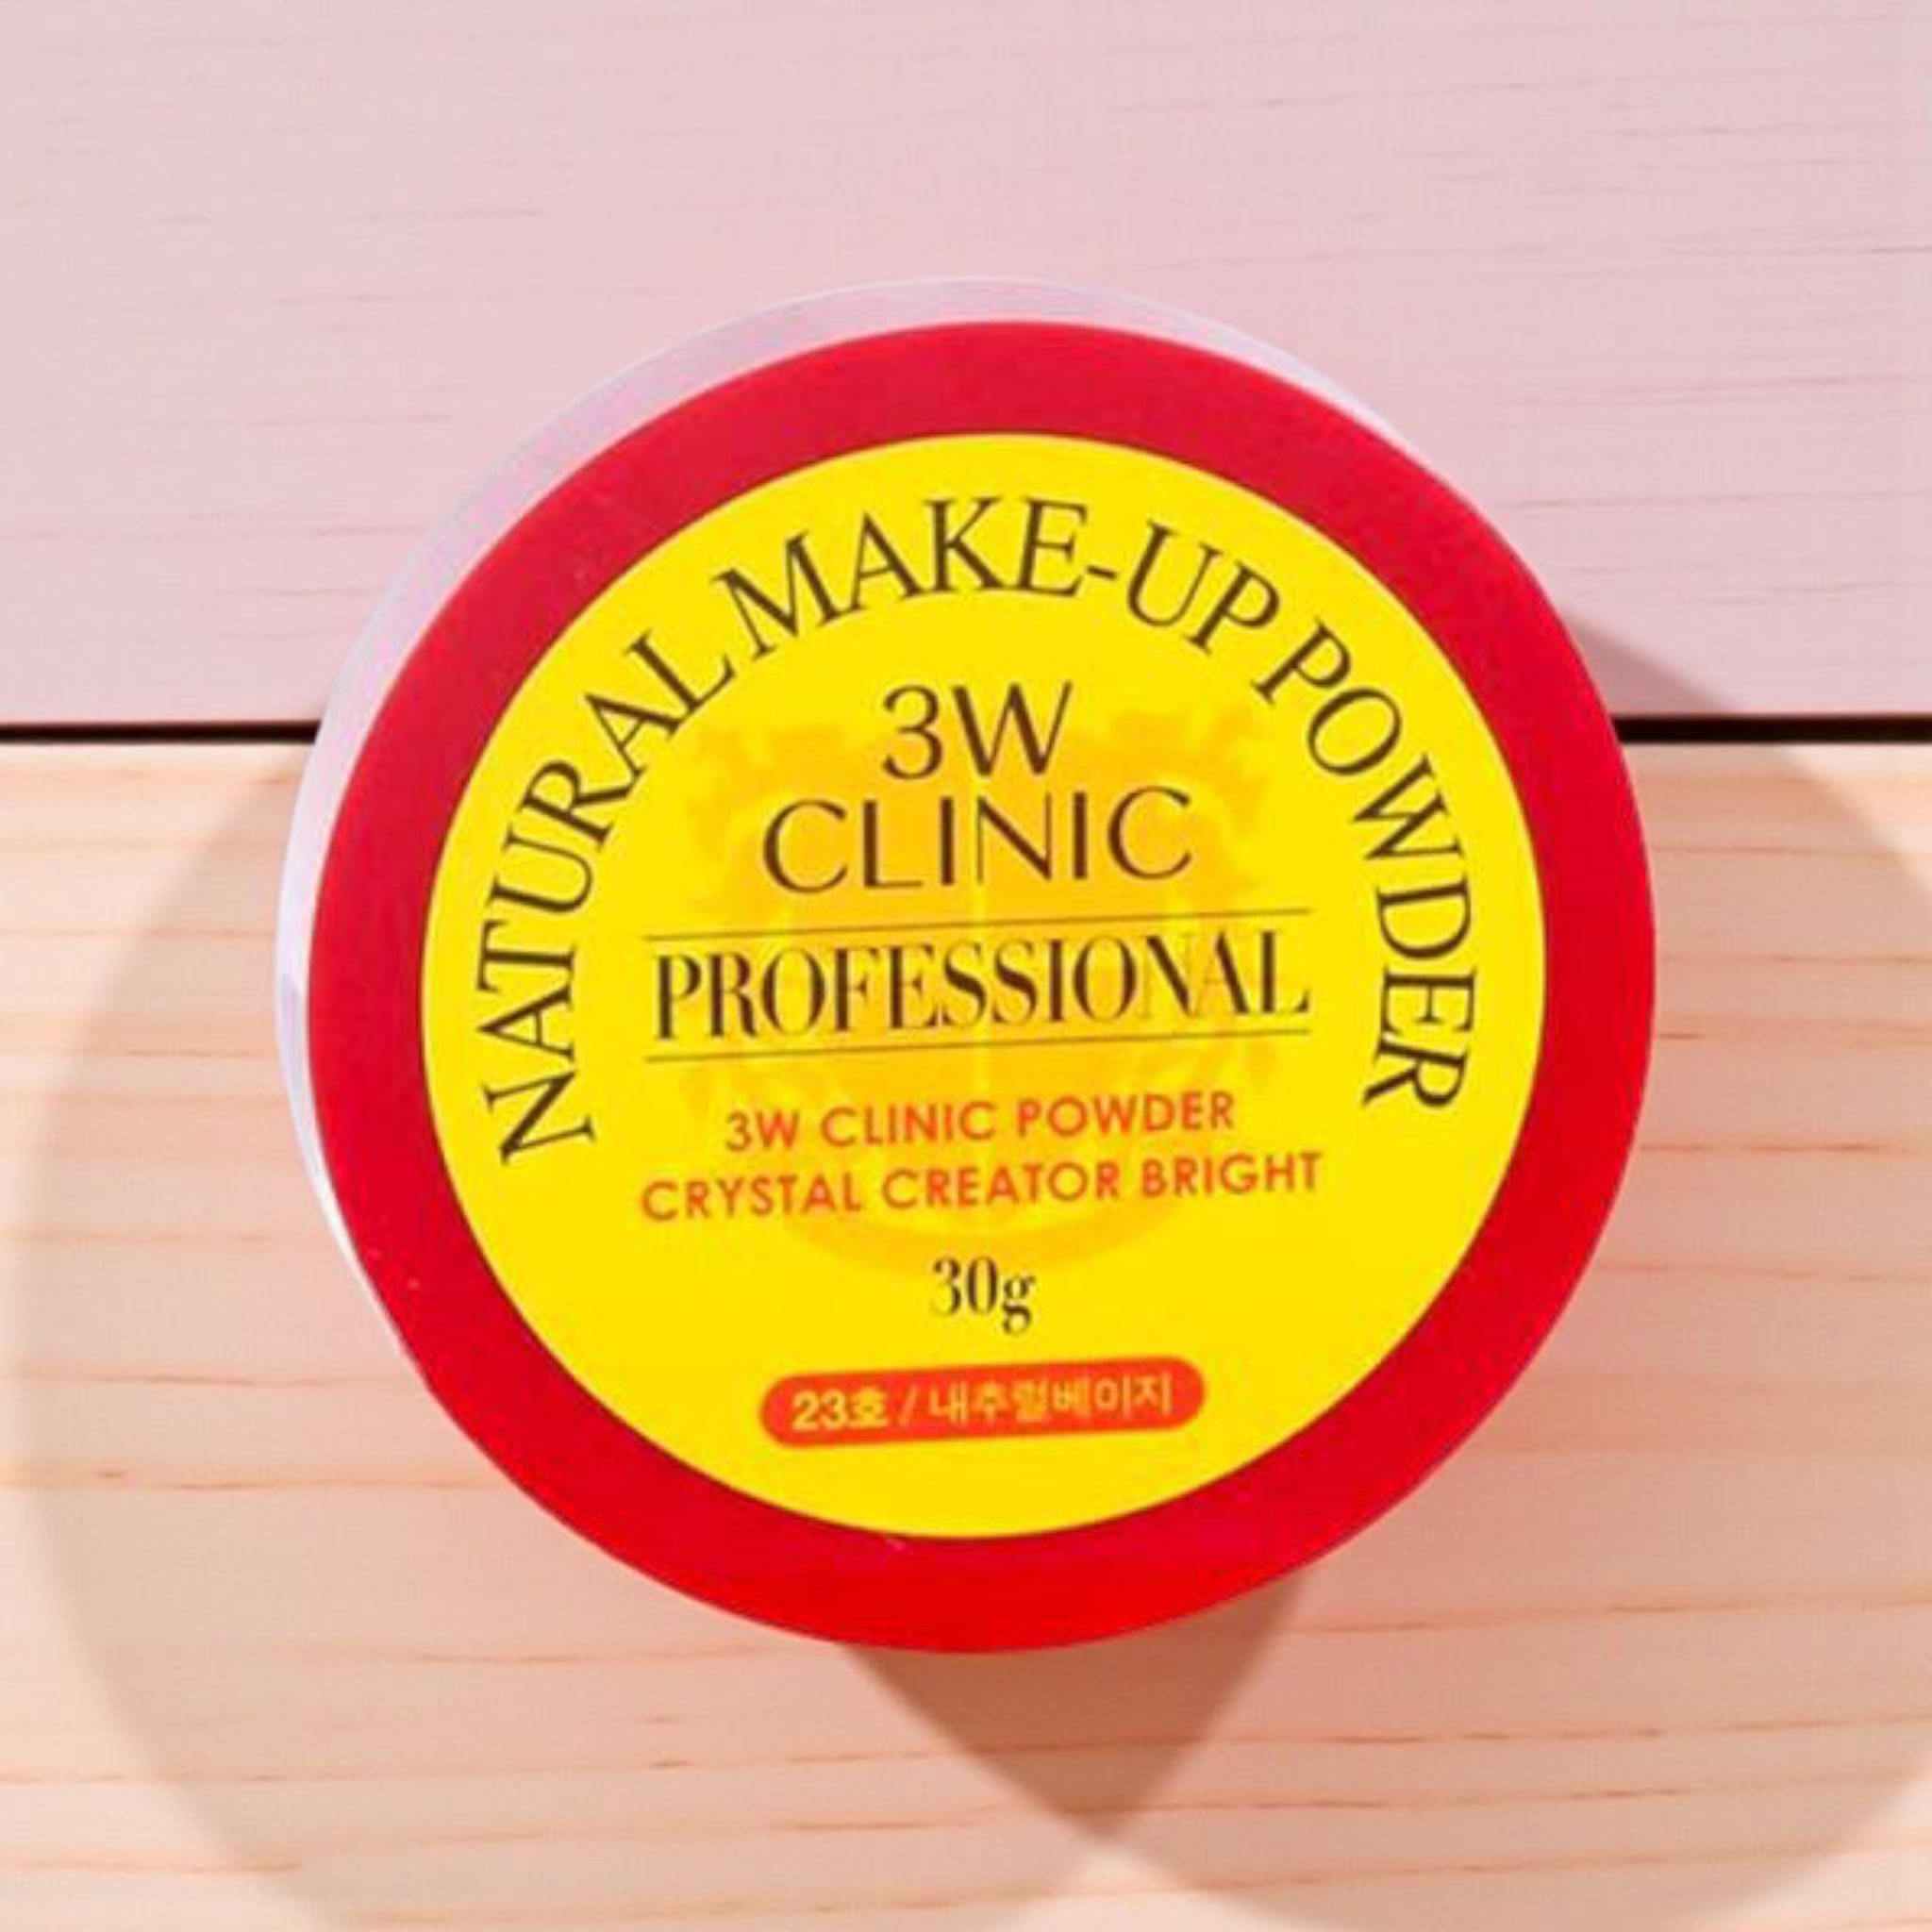 NATURAL MAKE-UP POWDER
3W
CLINIC
PROFESSIONAL
3W CLINIC POWDER
CRYSTAL CREATOR BRIGHT
30g
23호 / 내추럴베이지